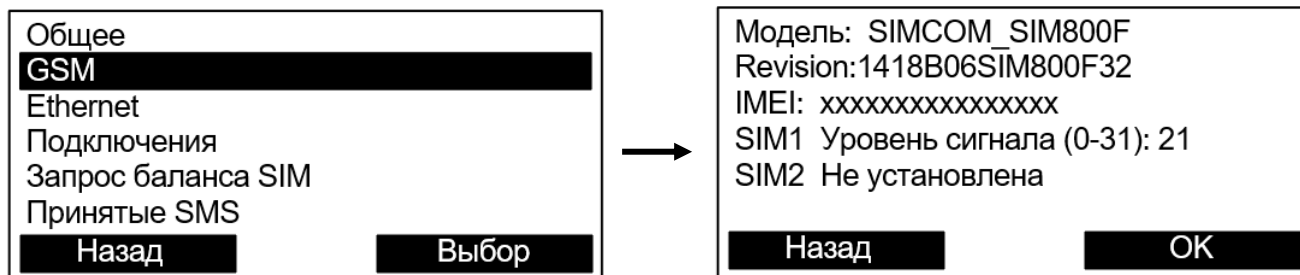 Общее
GSM
Ethernet
Подключения
Запрос баланса SIM
Принятые SMS
Назад Выбор
Модель: SIMCOM_SIM800F
Revision:1418B06SIM800F32
IMEI: xxxxxxxxxxxxxxxx
SIM1 Уровень сигнала (0-31): 21
SIM2 Не установлена
Назад OK